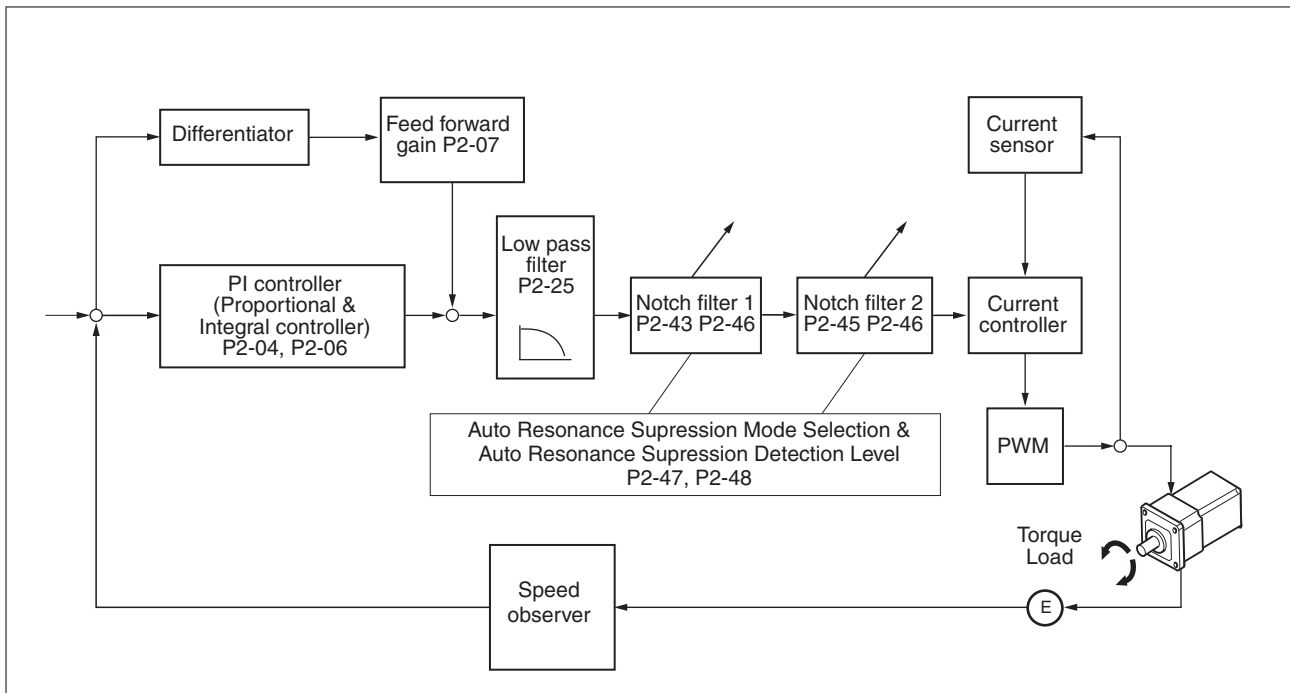 Differentiator
Feed forward
gain P2-07
Current
sensor
Low pass
filter
P2-25
PI controller
(Proportional &
Integral controller)
P2-04, P2-06
Notch filter 1
P2-43 P2-46
Notch filter 2
P2-45 P2-46
Current
controller
Auto Resonance Supression Mode Selection &
Auto Resonance Supression Detection Level
P2-47, P2-48
PWM
Torque
Load
Speed
observer
E